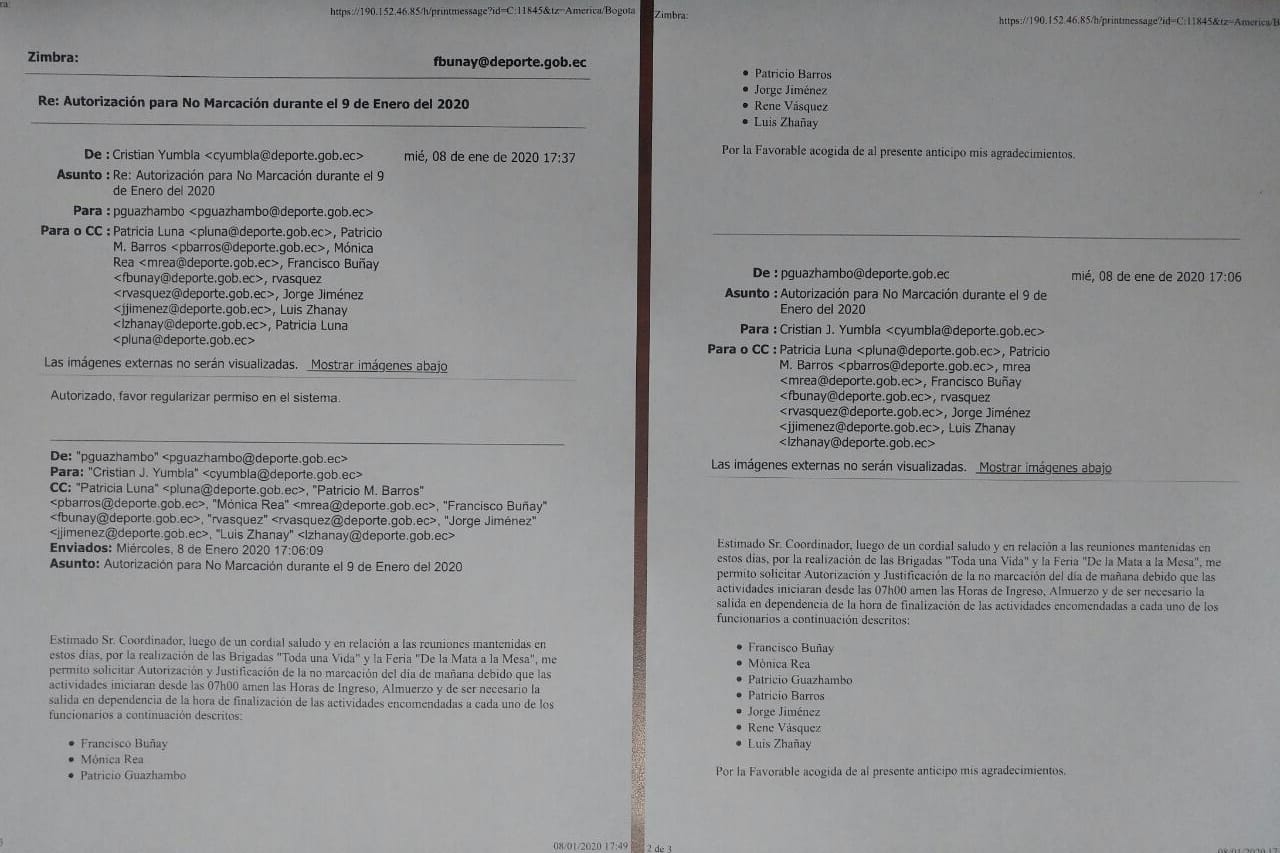 ra:
https://190.152.46.85/h/printmessage?id=C:11845&tz=America/Bogota
Zimbra:
fbunay@deporte.gob.ec
Re: Autorización para No Marcación durante el 9 de Enero del 2020
De : Cristian Yumbla <cyumbla@deporte.gob.ec>
mié, 08 de ene de 2020 17:37
Asunto : Re: Autorización para No Marcación durante el 9
de Enero del 2020
Para : pguazhambo <pguazhambo@deporte.gob.ec>
Para o CC : Patricia Luna <pluna@deporte.gob.ec>, Patricio
M. Barros <pbarros@deporte.gob.ec>, Mónica
Rea <mrea@deporte.gob.ec>, Francisco Buñay
<fbunay@deporte.gob.ec>, rvasquez
<rvasquez@deporte.gob.ec>, Jorge Jiménez
<jjimenez@deporte.gob.ec>, Luis Zhanay
<lzhanay@deporte.gob.ec>, Patricia Luna
<pluna@deporte.gob.ec>
Las imágenes externas no serán visualizadas. Mostrar imágenes abajo
Autorizado, favor regularizar permiso en el sistema.
De: "pguazhambo" <pguazhambo@deporte.gob.ec>
Para: "Cristian J. Yumbla" <cyumbla@deporte.gob.ec>
CC: "Patricia Luna" <pluna@deporte.gob.ec>, "Patricio M. Barros"
<pbarros@deporte.gob.ec>, "Mónica Rea" <mrea@deporte.gob.ec>, "Francisco Buñay"
<fbunay@deporte.gob.ec>, "rvasquez" <rvasquez@deporte.gob.ec>, "Jorge Jiménez"
<jjimenez@deporte.gob.ec>, "Luis Zhanay" <lzhanay@deporte.gob.ec>
Enviados: Miércoles, 8 de Enero 2020 17:06:09
Asunto: Autorización para No Marcación durante el 9 de Enero del 2020
Estimado Sr. Coordinador, luego de un cordial saludo y en relación a las reuniones mantenidas en
estos días, por la realización de las Brigadas "Toda una Vida" y la Feria "De la Mata a la Mesa", me
permito solicitar Autorización y Justificación de la no marcación del día de mañana debido que las
actividades iniciaran desde las 07h00 amen las Horas de Ingreso, Almuerzo y de ser necesario la
salida en dependencia de la hora de finalización de las actividades encomendadas a cada uno de los
funcionarios a continuación descritos:
• Francisco Buñay
• Mónica Rea
• Patricio Guazhambo
08/01/2020 17:49
Zimbra:
https://190.152.46.85/h/printmessage?id=C:11845&tz=America/B
• Patricio Barros
• Jorge Jiménez
• Rene Vásquez
• Luis Zhañay
Por la Favorable acogida de al presente anticipo mis agradecimientos.
De : pguazhambo@deporte.gob.ec
mié, 08 de ene de 2020 17:06
Asunto : Autorización para No Marcación durante el 9 de
Enero del 2020
Para : Cristian J. Yumbla <cyumbla@deporte.gob.ec>
Para o CC : Patricia Luna <pluna@deporte.gob.ec>, Patricio
M. Barros <pbarros@deporte.gob.ec>, mrea
<mrea@deporte.gob.ec>, Francisco Buñay
<fbunay@deporte.gob.ec>, rvasquez
<rvasquez@deporte.gob.ec>, Jorge Jiménez
<jjimenez@deporte.gob.ec>, Luis Zhanay
<lzhanay@deporte.gob.ec>
Las imágenes externas no serán visualizadas. Mostrar imágenes abajo
Estimado Sr. Coordinador, luego de un cordial saludo y en relación a las reuniones mantenidas en
estos días, por la realización de las Brigadas "Toda una Vida" y la Feria "De la Mata a la Mesa", me
permito solicitar Autorización y Justificación de la no marcación del día de mañana debido que las
actividades iniciaran desde las 07h00 amen las Horas de Ingreso, Almuerzo y de ser necesario la
salida en dependencia de la hora de finalización de las actividades encomendadas a cada uno de los
funcionarios a continuación descritos:
• Francisco Buñay
• Mónica Rea
• Patricio Guazhambo
• Patricio Barros
• Jorge Jiménez
• Rene Vásquez
• Luis Zhañay
Por la Favorable acogida de al presente anticipo mis agradecimientos.
2 de 3
08/01/2020 17